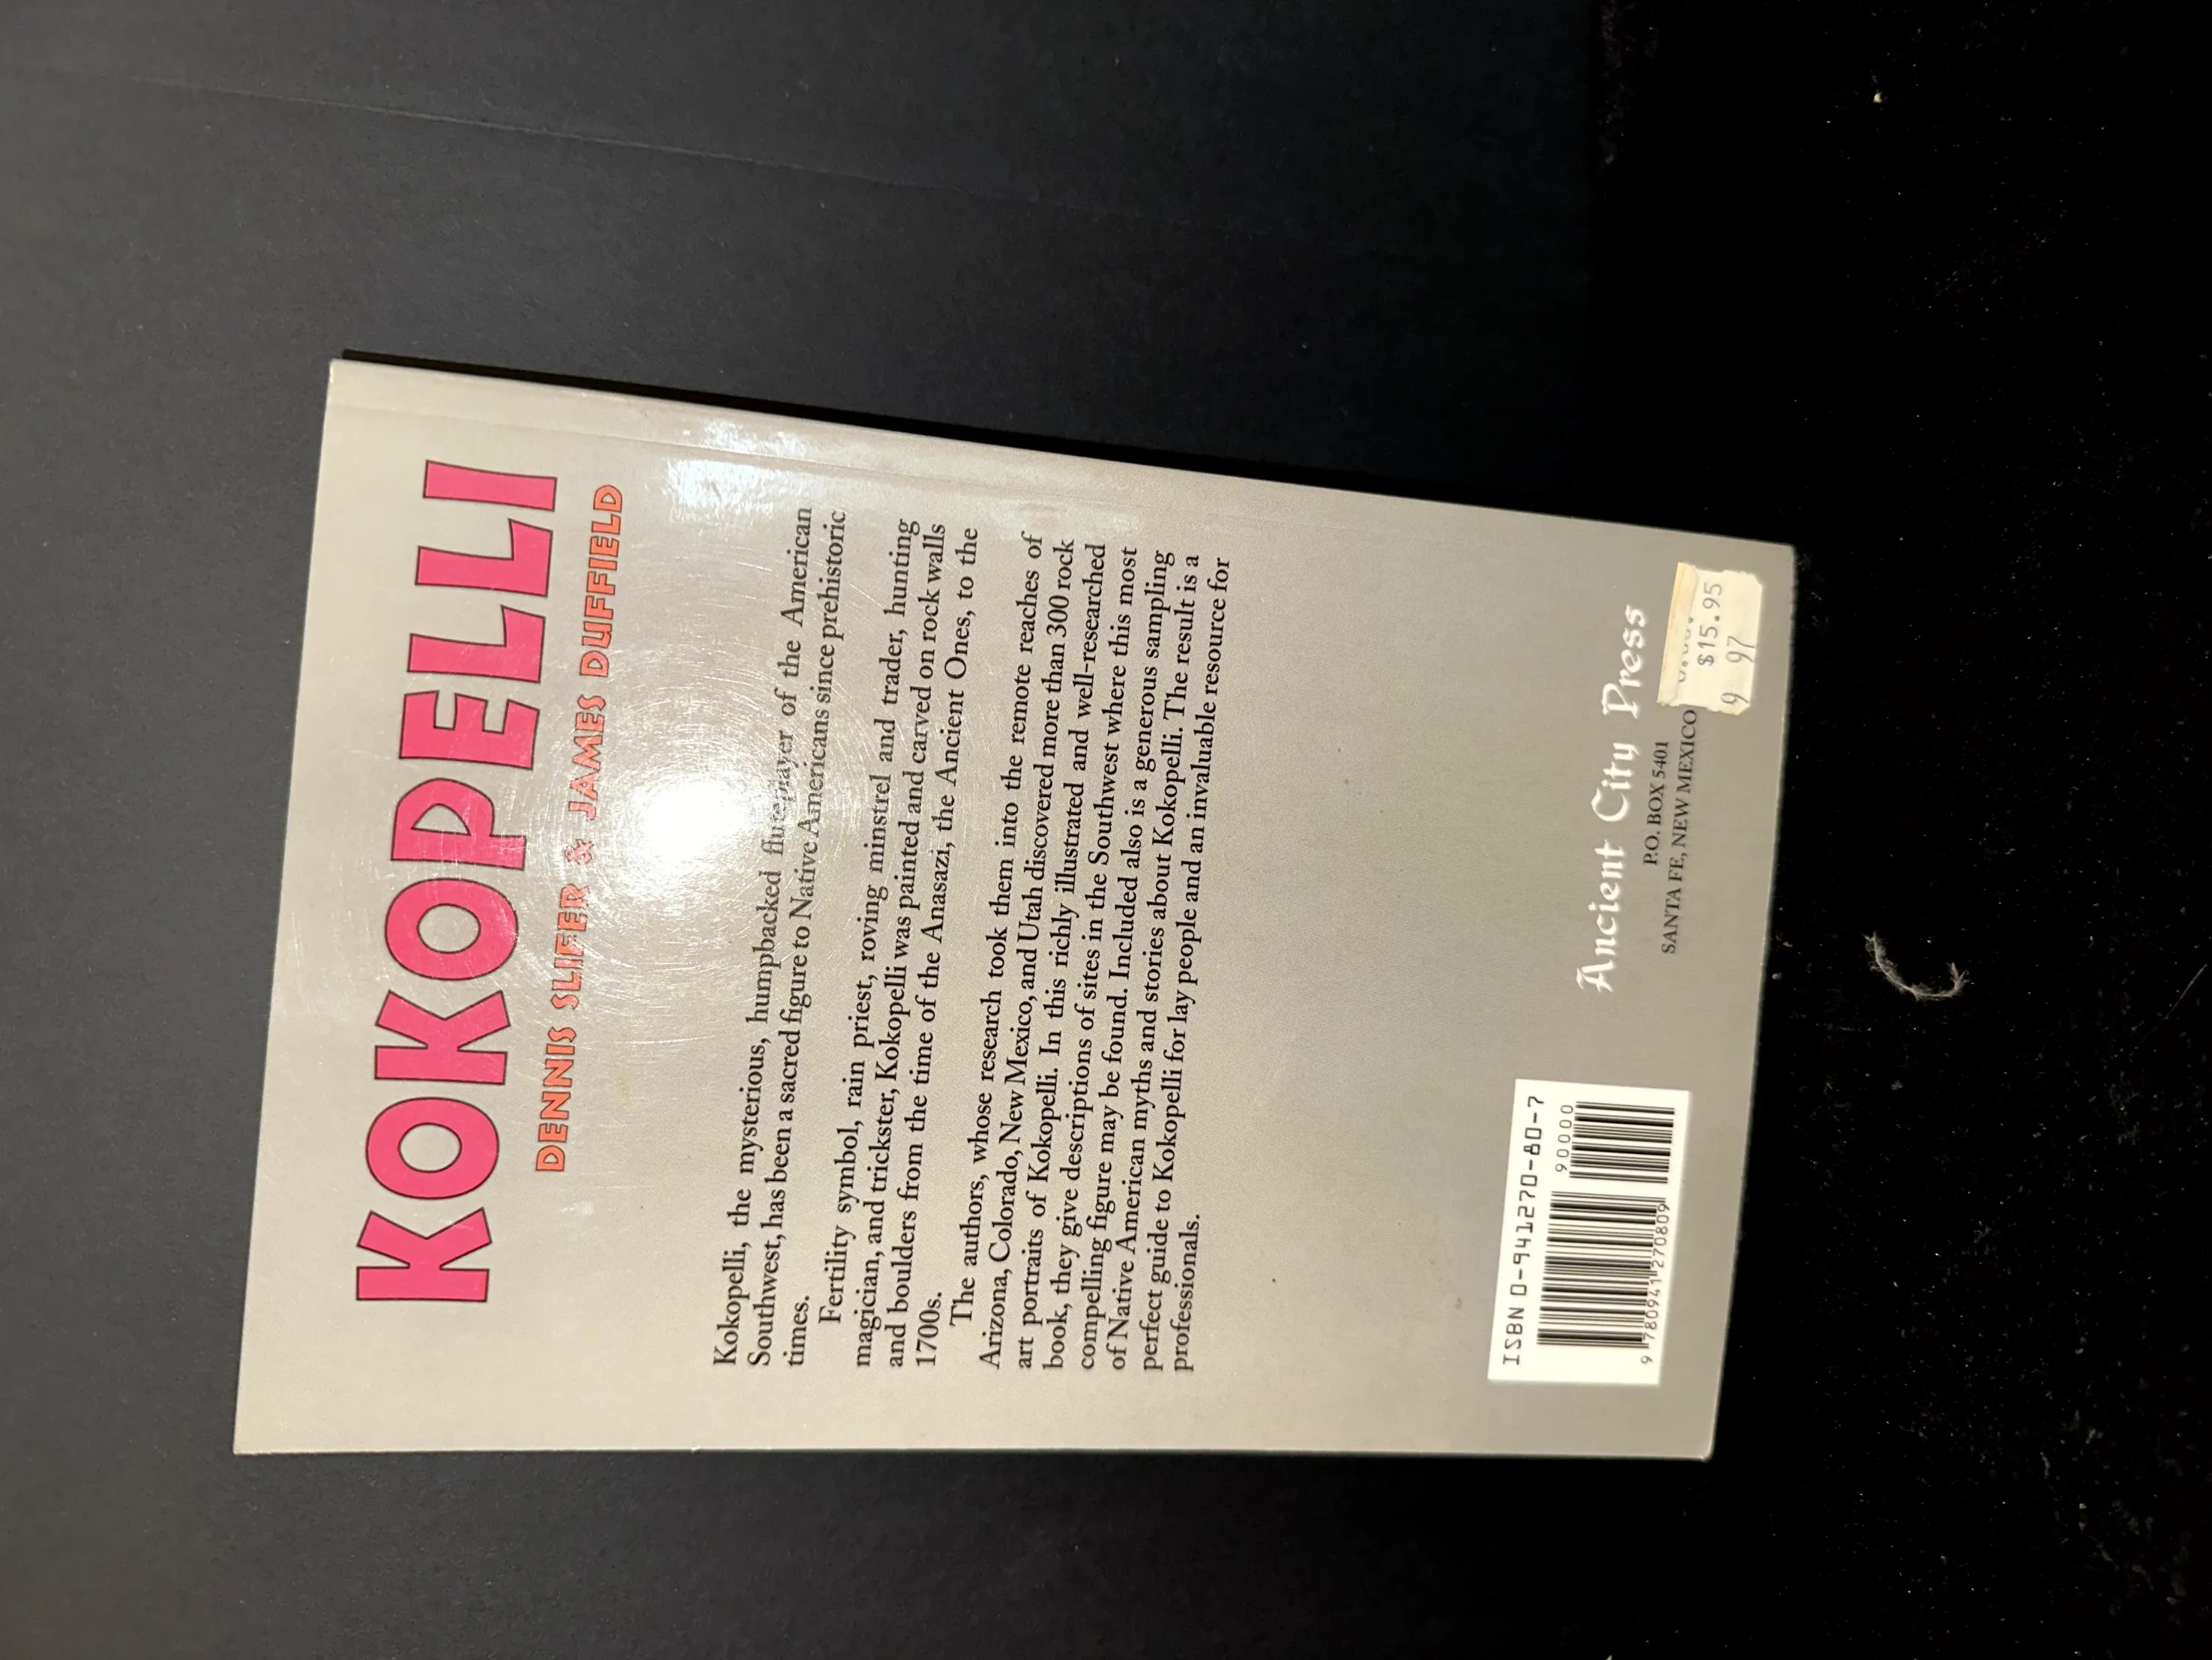 KOKOPELLI
DENNIS SLIFER & JAMES DUFFIELD
Kokopelli, the mysterious, humpbacked fluteplayer of the American
Southwest, has been a sacred figure to Native Americans since prehistoric
times.
Fertility symbol, rain priest, roving minstrel and trader, hunting
magician, and trickster, Kokopelli was painted and carved on rock walls
and boulders from the time of the Anasazi, the Ancient Ones, to the
1700s.
The authors, whose research took them into the remote reaches of
Arizona, Colorado, New Mexico, and Utah discovered more than 300 rock
art portraits of Kokopelli. In this richly illustrated and well-researched
book, they give descriptions of sites in the Southwest where this most
compelling figure may be found. Included also is a generous sampling
of Native American myths and stories about Kokopelli. The result is a
perfect guide to Kokopelli for lay people and an invaluable resource for
professionals.
ISBN 0-941270-80-7
90000
9 780941 270809
Ancient City Press
P.O. BOX 5401
SANTA FE, NEW MEXICO
$15.95
9 97